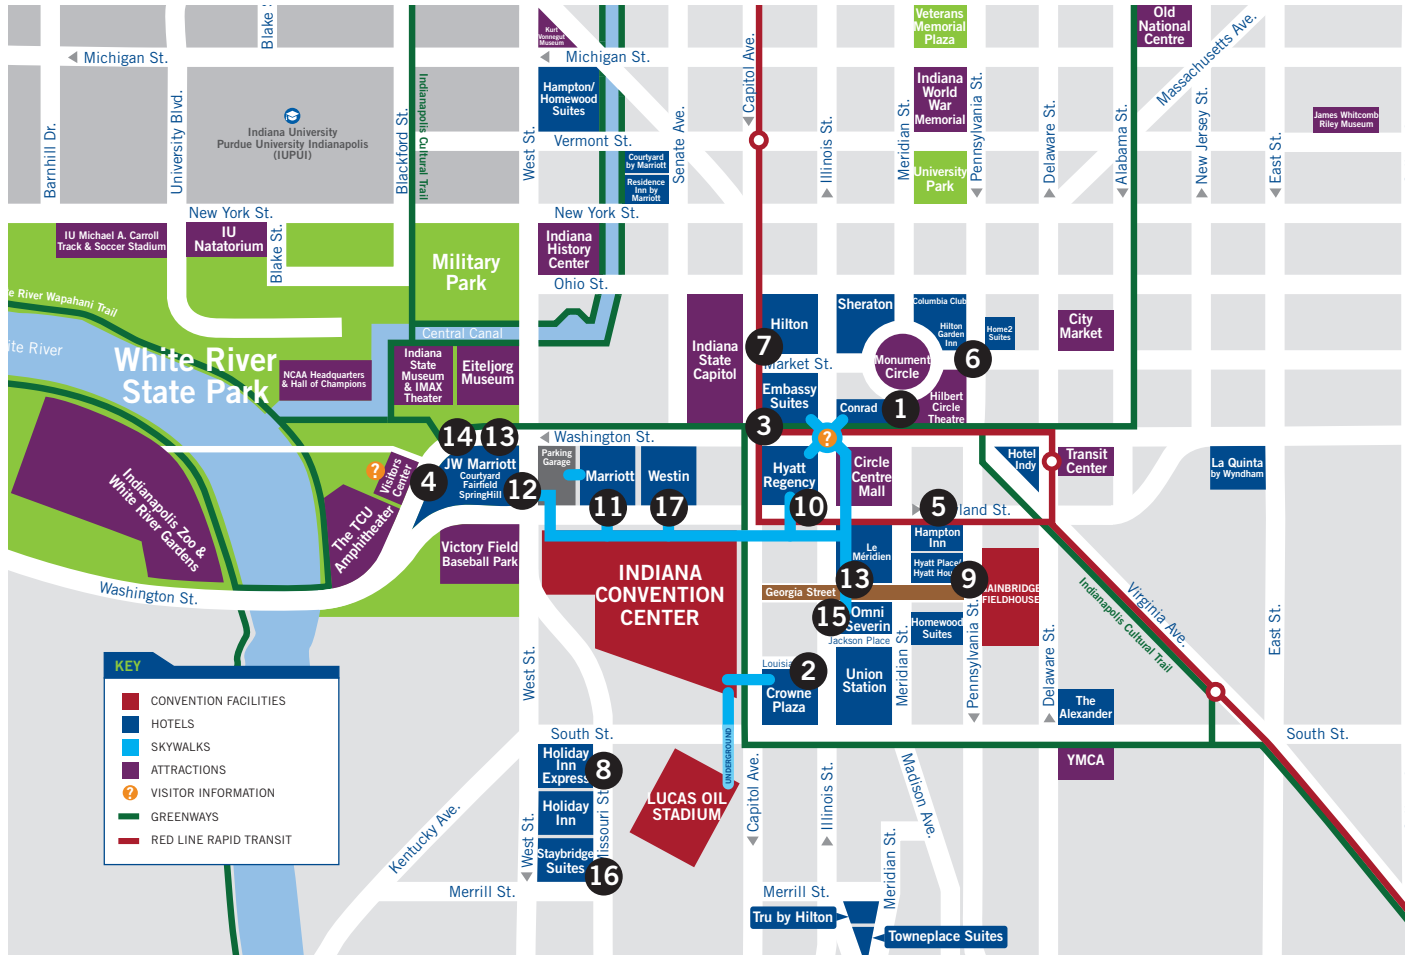 Blake S
Kurt
Vonnegut
Museum
Capitol Ave.
Veterans
Memorial
Plaza
Old
National
Centre
Massachusetts Ave.
Michigan St.
Michigan St.
Barnhill Dr.
University Blvd.
Indiana University
Purdue University Indianapolis
(IUPUI)
Blackford St.
Indianapolis Cultural Trail
West St.
Hampton/
Homewood
Suites
Vermont St.
Courtyard
by Marriott
Residence
Inn by
Marriott
Senate Ave.
Illinois St.
Meridian St.
Indiana
World
War
Memorial
University
Park
Pennsylvania St.
Delaware St.
Alabama St.
New Jersey St.
East St.
James Whitcomb
Riley Museum
New York St.
New York St.
IU Michael A. Carroll
Track & Soccer Stadium
IU
Natatorium
Blake St.
Military
Park
Indiana
History
Center
Ohio St.
e River Wapahani Trail
ite River
Central Canal
White River
State Park
NCAA Headquarters
& Hall of Champions
Indiana
State
Museum
& IMAX
Theater
Eiteljorg
Museum
Indiana
State
Capitol
Hilton
7
Market St.
Embassy
Suites
3
Sheraton
Columbia Club
Hilton
Garden
Inn
Home2
Suites
6
Monument
Circle
Conrad
1
Hilbert
Circle
Theatre
City
Market
14
13
Washington St.
?
?
Visitors
Center
4
JW Marriott
Courtyard
Fairfield
SpringHill
12
Parking
Garage
Marriott
11
Westin
17
Hyatt
Regency
10
Circle
Centre
Mall
Hotel
Indy
Transit
Center
La Quinta
by Wyndham
5
land St.
Indianapolis Zoo &
White River Gardens
The TCU
Amphitheater
Victory Field
Baseball Park
Washington St.
INDIANA
CONVENTION
CENTER
Le
Méridien
Hampton
Inn
Hyatt Place/
Hyatt Hou
9
13
Georgia Street
AINBRIDGE
FIELDHOUSE
15
Omni
Severin
Jackson Place
Homewood
Suites
Louisia
2
Crowne
Plaza
Union
Station
West St.
Meridian St.
Pennsylvania St.
Delaware St.
Indianapolis Cultural Trail
Virginia Ave.
East St.
The
Alexander
KEY
CONVENTION FACILITIES
HOTELS
SKYWALKS
ATTRACTIONS
?
VISITOR INFORMATION
GREENWAYS
RED LINE RAPID TRANSIT
South St.
South St.
UNDERGROUND
Holiday
Inn
Express
8
Holiday
Inn
Staybridge
Suites
16
issouri St
LUCAS OIL
STADIUM
Capitol Ave.
Illinois St.
Madison Ave.
YMCA
Kentucky Ave.
West St.
Merrill St.
Merrill St.
Meridian St.
Tru by Hilton
Towneplace Suites